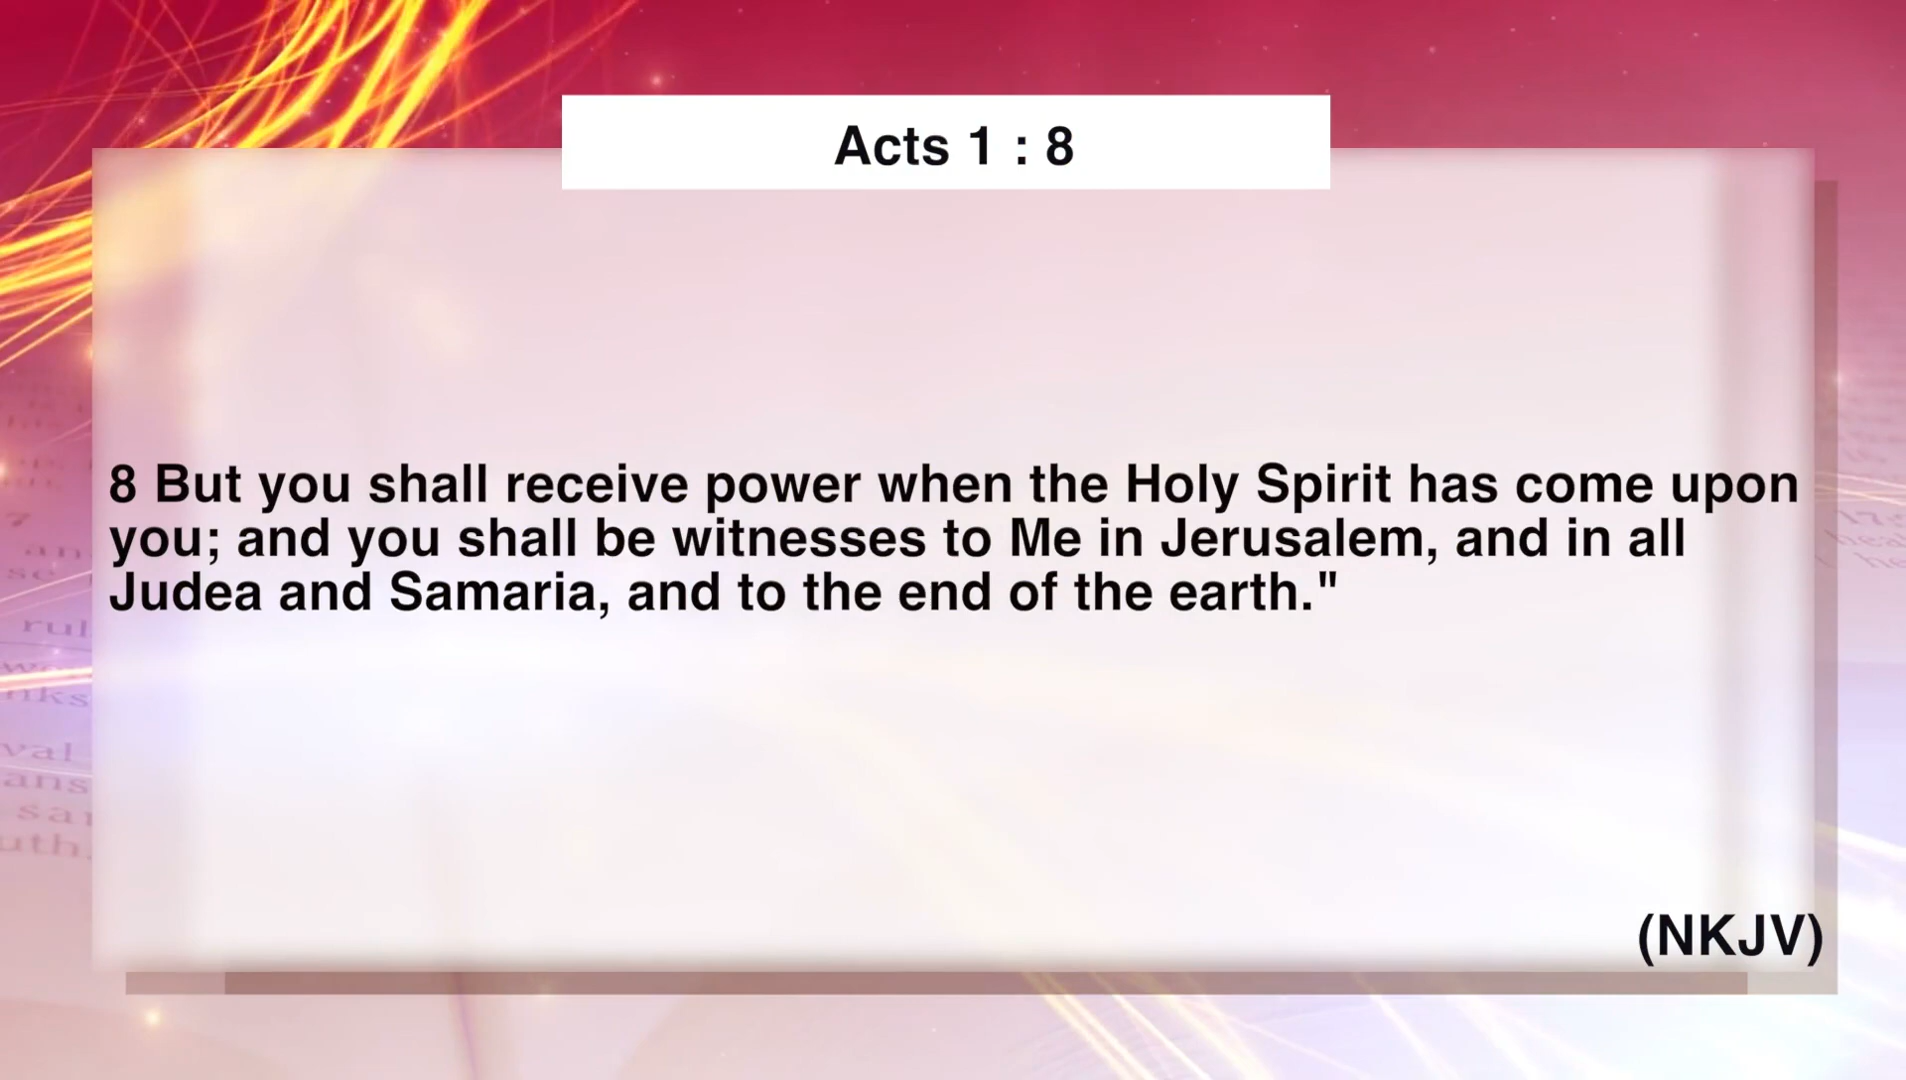 Acts 1 : 8
8 But you shall receive power when the Holy Spirit has come upon
you; and you shall be witnesses to Me in Jerusalem, and in all
Judea and Samaria, and to the end of the earth."
(NKJV)